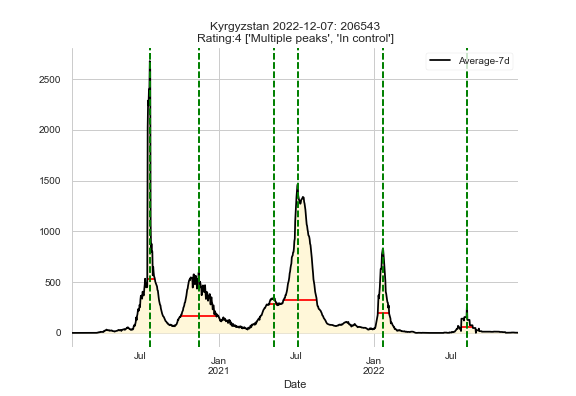 Kyrgyzstan 2022-12-07: 206543
Rating:4 ['Multiple peaks', 'In control']
Average-7d
2500
2000
1500
1000
500
0
Jul
Jan
2021
Jul
Jan
2022
Jul
Date